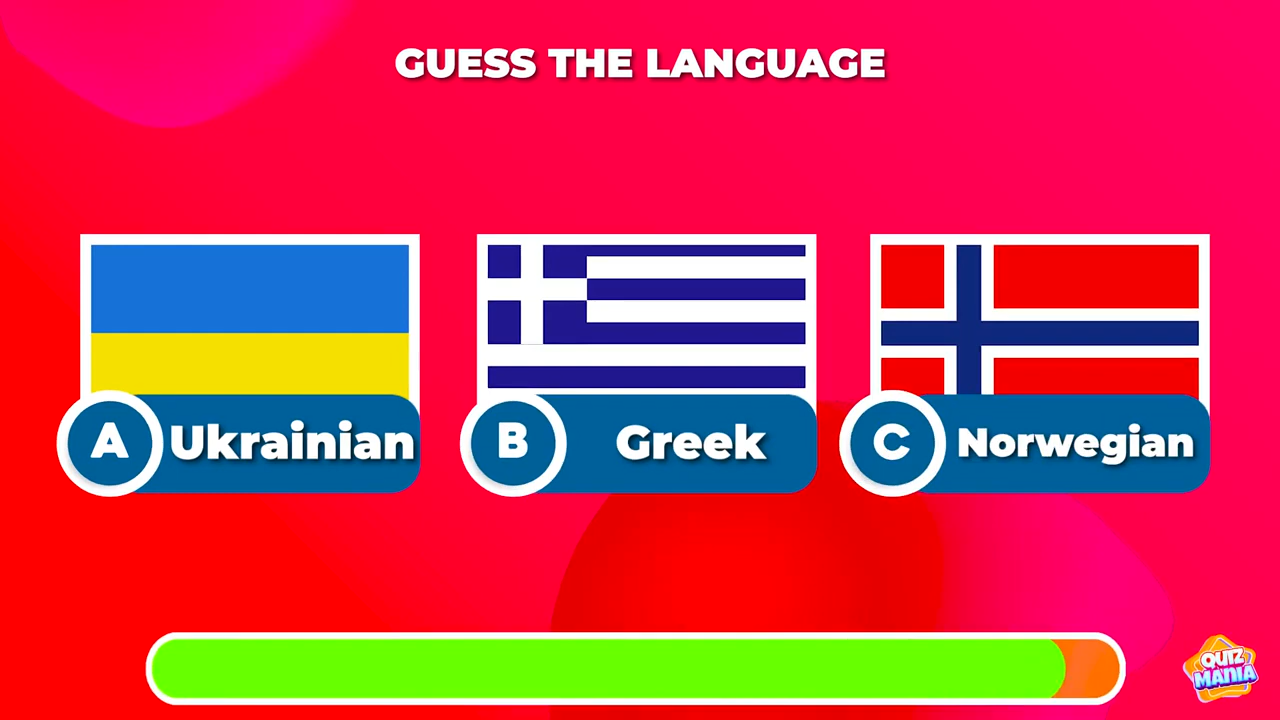 GUESS THE LANGUAGE
A Ukrainian
B Greek
C Norwegian
QUIZ
MANIA